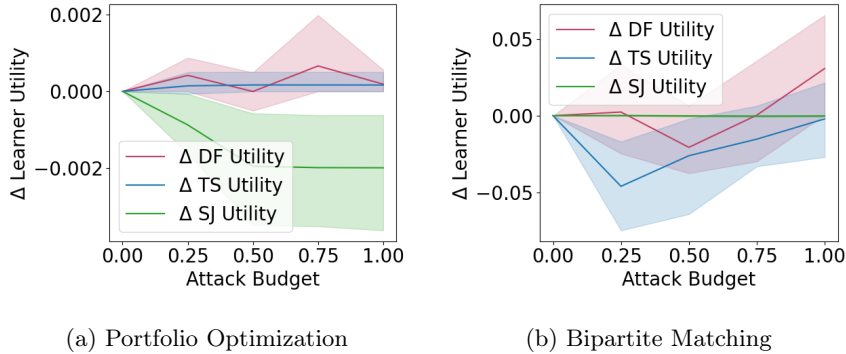 0.002
0.000
−0.002
Δ Learner Utility
Δ DF Utility
Δ TS Utility
Δ SJ Utility
0.00 0.25 0.50 0.75 1.00
Attack Budget
(a) Portfolio Optimization
0.05
0.00
−0.05
Δ Learner Utility
Δ DF Utility
Δ TS Utility
Δ SJ Utility
0.00 0.25 0.50 0.75 1.00
Attack Budget
(b) Bipartite Matching